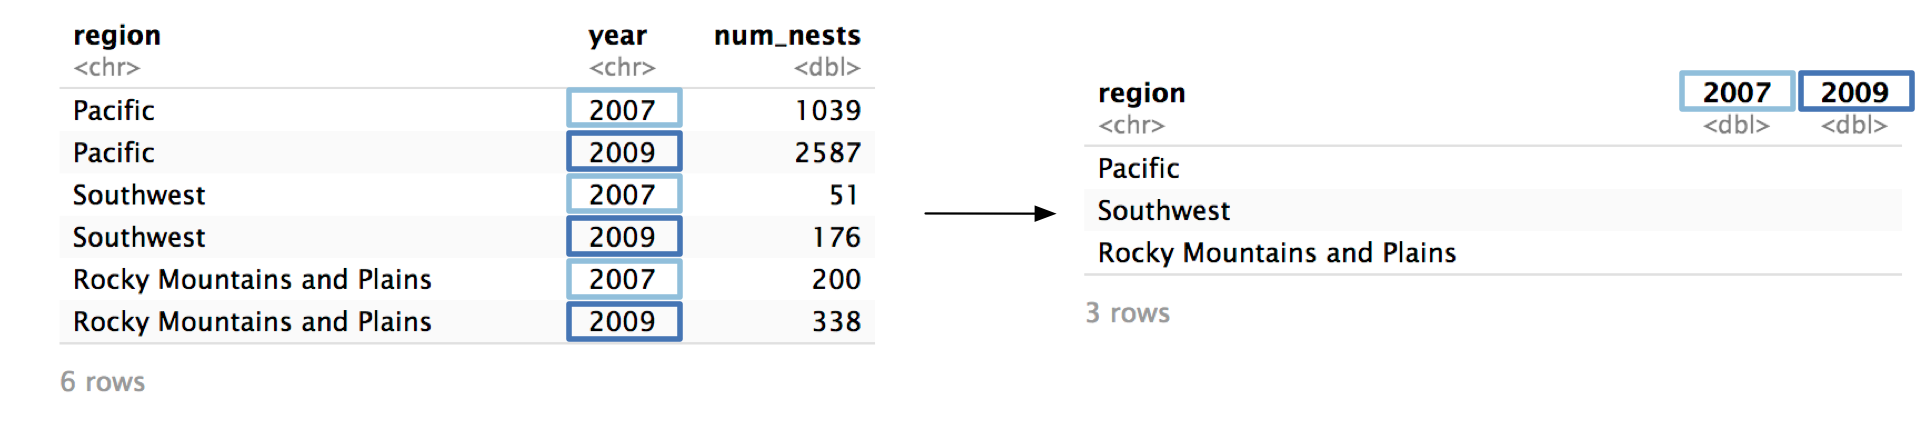 region year num_nests
<chr> <chr> <dbl>
Pacific 2007 1039
Pacific 2009 2587
Southwest 2007 51
Southwest 2009 176
Rocky Mountains and Plains 2007 200
Rocky Mountains and Plains 2009 338
6 rows
region 2007 2009
<chr> <dbl> <dbl>
Pacific
Southwest
Rocky Mountains and Plains
3 rows